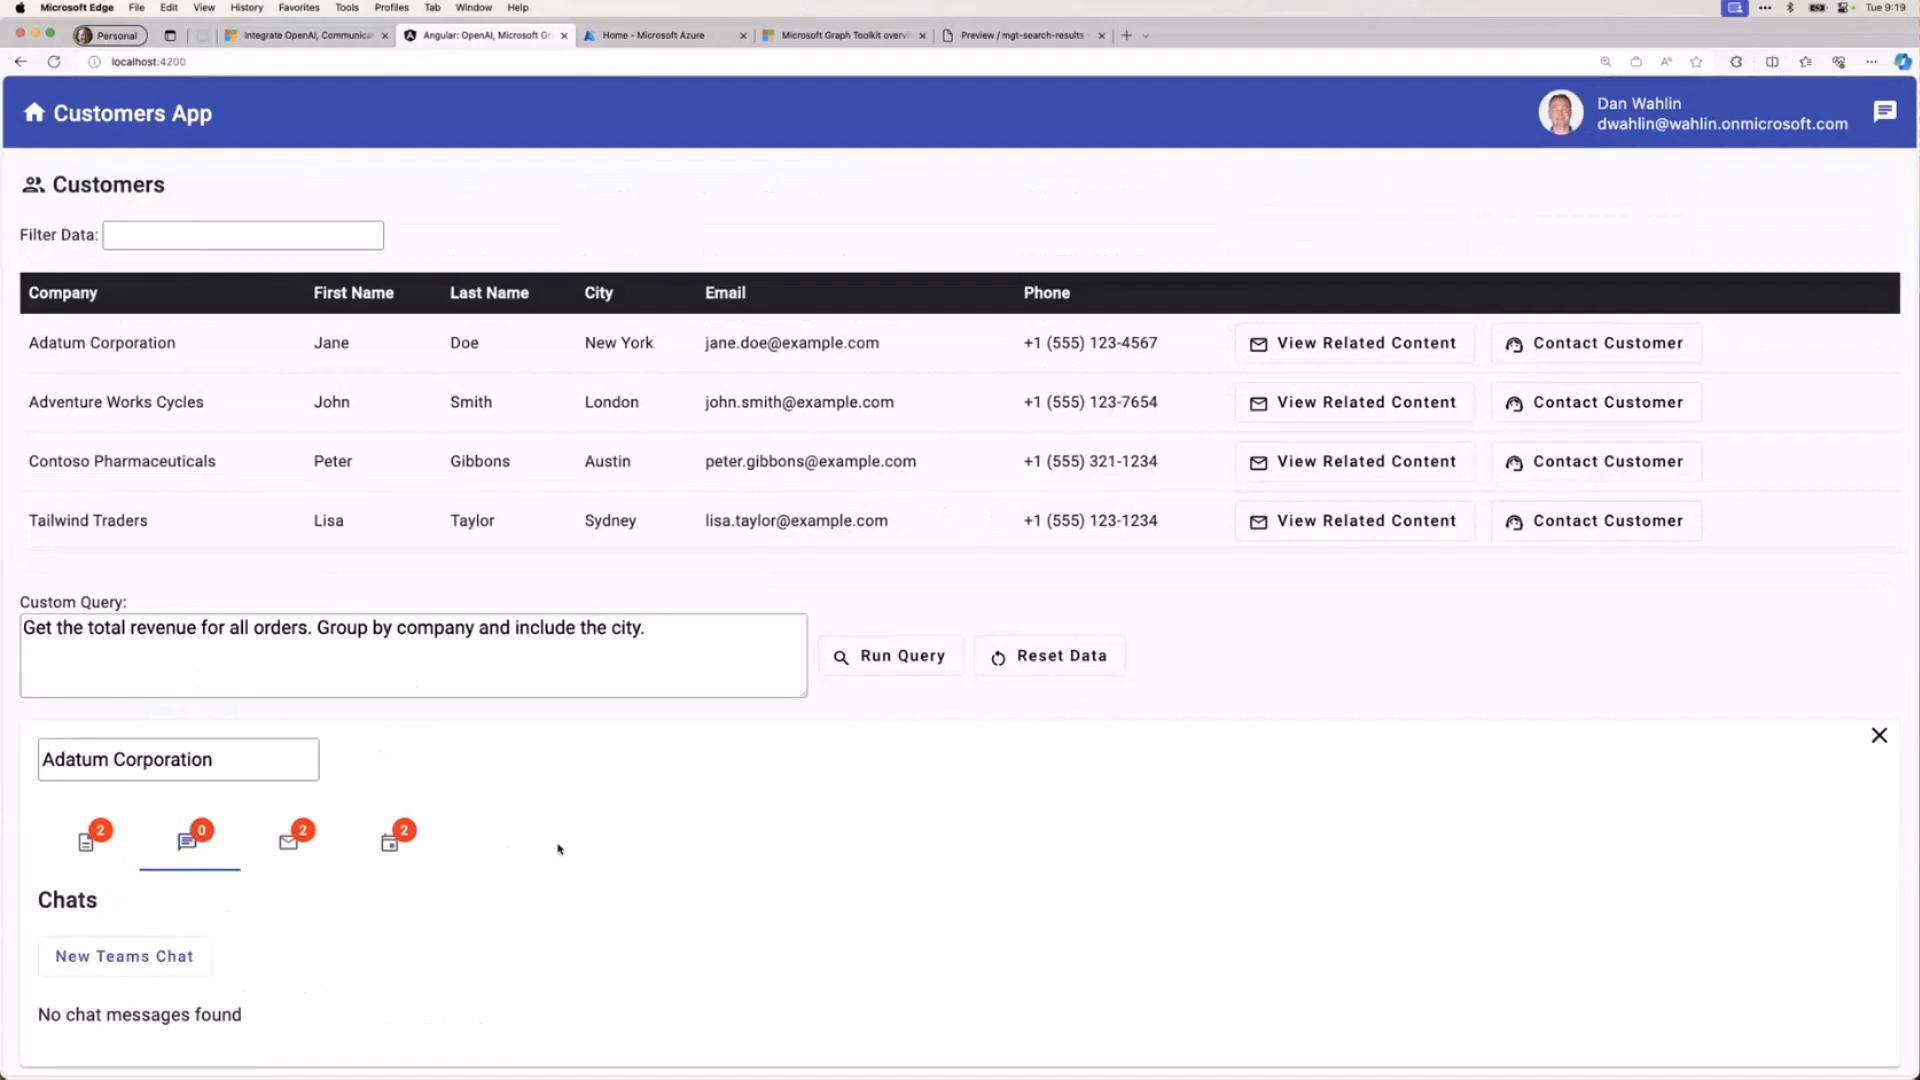 Microsoft Edge File Edit View History Favorites Tools Profiles Tab Window Help Tue 9:19
Personal Integrate OpenAI, Communica Angular: OpenAI, Microsoft Gr Home - Microsoft Azure Microsoft Graph Toolkit overvi Preview / mgt-search-results
localhost:4200
Customers App
Dan Wahlin
dwahlin@wahlin.onmicrosoft.com
Customers
Filter Data:
Company First Name Last Name City Email Phone
Adatum Corporation Jane Doe New York jane.doe@example.com +1 (555) 123-4567 View Related Content Contact Customer
Adventure Works Cycles John Smith London john.smith@example.com +1 (555) 123-7654 View Related Content Contact Customer
Contoso Pharmaceuticals Peter Gibbons Austin peter.gibbons@example.com +1 (555) 321-1234 View Related Content Contact Customer
Tailwind Traders Lisa Taylor Sydney lisa.taylor@example.com +1 (555) 123-1234 View Related Content Contact Customer
Custom Query:
Get the total revenue for all orders. Group by company and include the city.
Run Query Reset Data
Adatum Corporation
2 0 2 2
Chats
New Teams Chat
No chat messages found